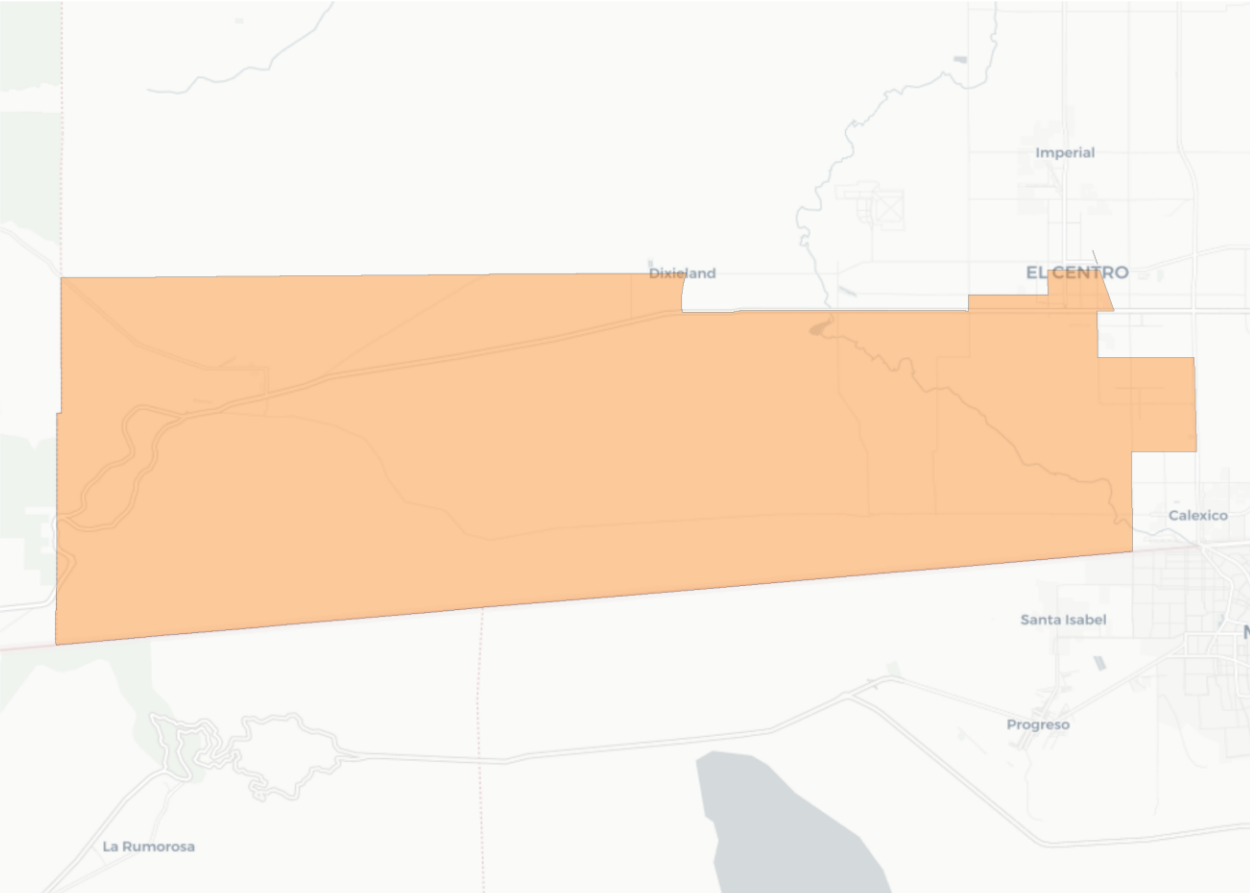 Imperial
Dixieland
EL CENTRO
Calexico
Santa Isabel
Progreso
La Rumorosa